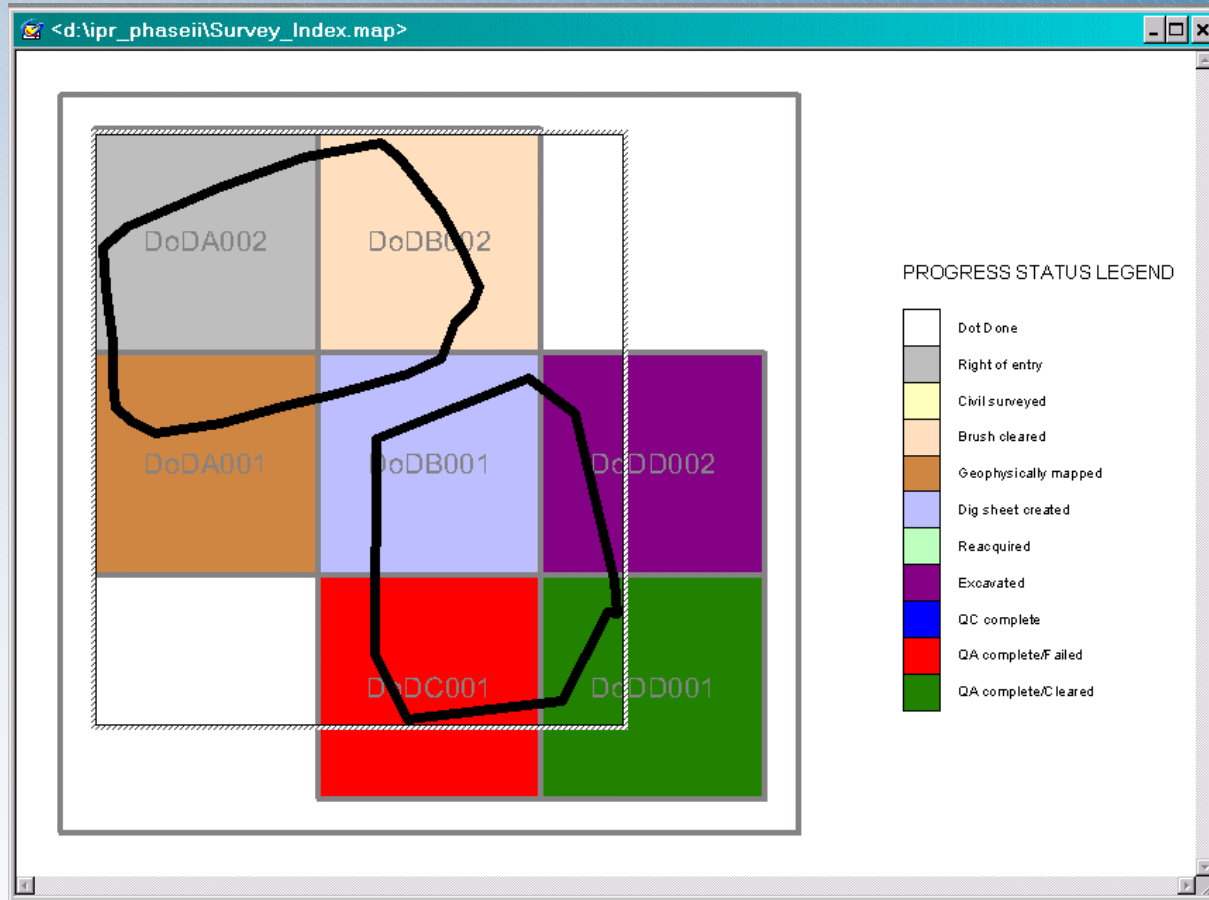 <d:\ipr_phaseii\Survey_Index.map>
DoDA002 DoDB002
DoDA001 DoDB001 DoDD002
DoDC001 DoDD001
PROGRESS STATUS LEGEND
Dot Done
Right of entry
Civil surveyed
Brush cleared
Geophysically mapped
Dig sheet created
Reacquired
Excavated
QC complete
QA complete/Failed
QA complete/Cleared